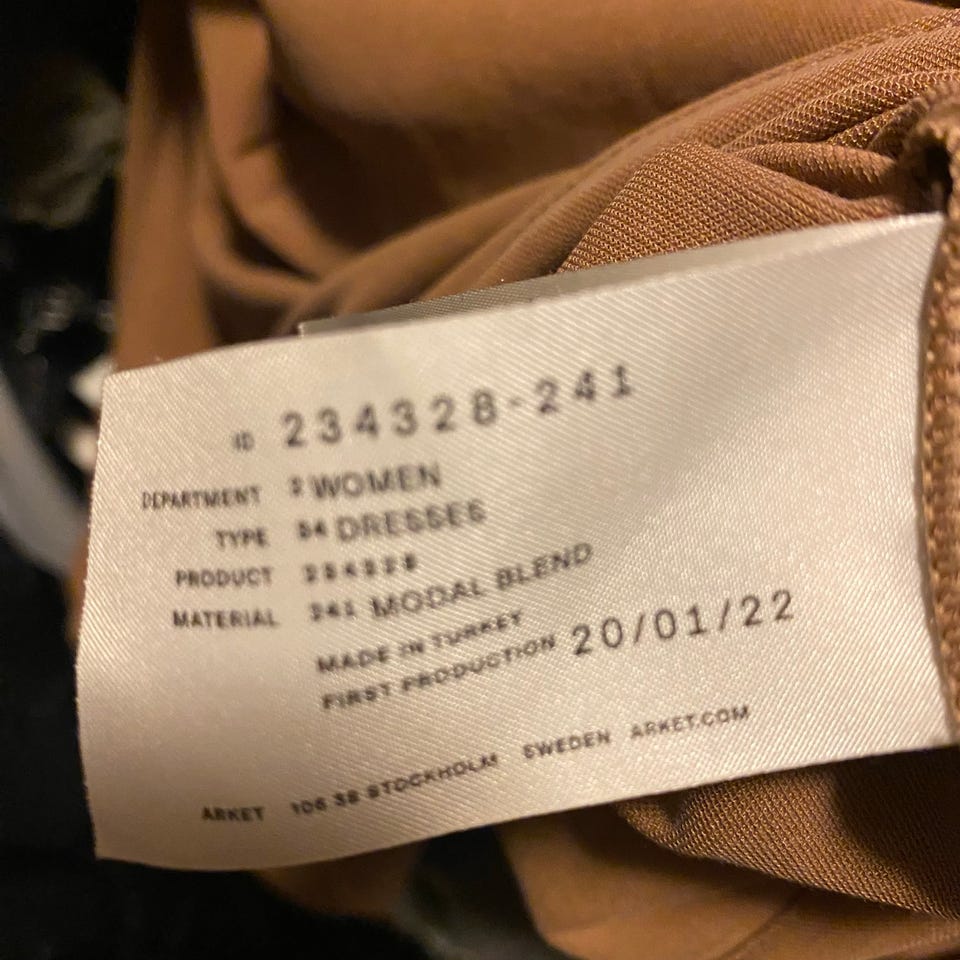 ID 234328-241
DEPARTMENT 2 WOMEN
TYPE 34 DRESSES
PRODUCT 234328
MATERIAL 241 MODAL BLEND
MADE IN TURKEY
FIRST PRODUCTION 20/01/22
ARKET 106 38 STOCKHOLM SWEDEN ARKET.COM